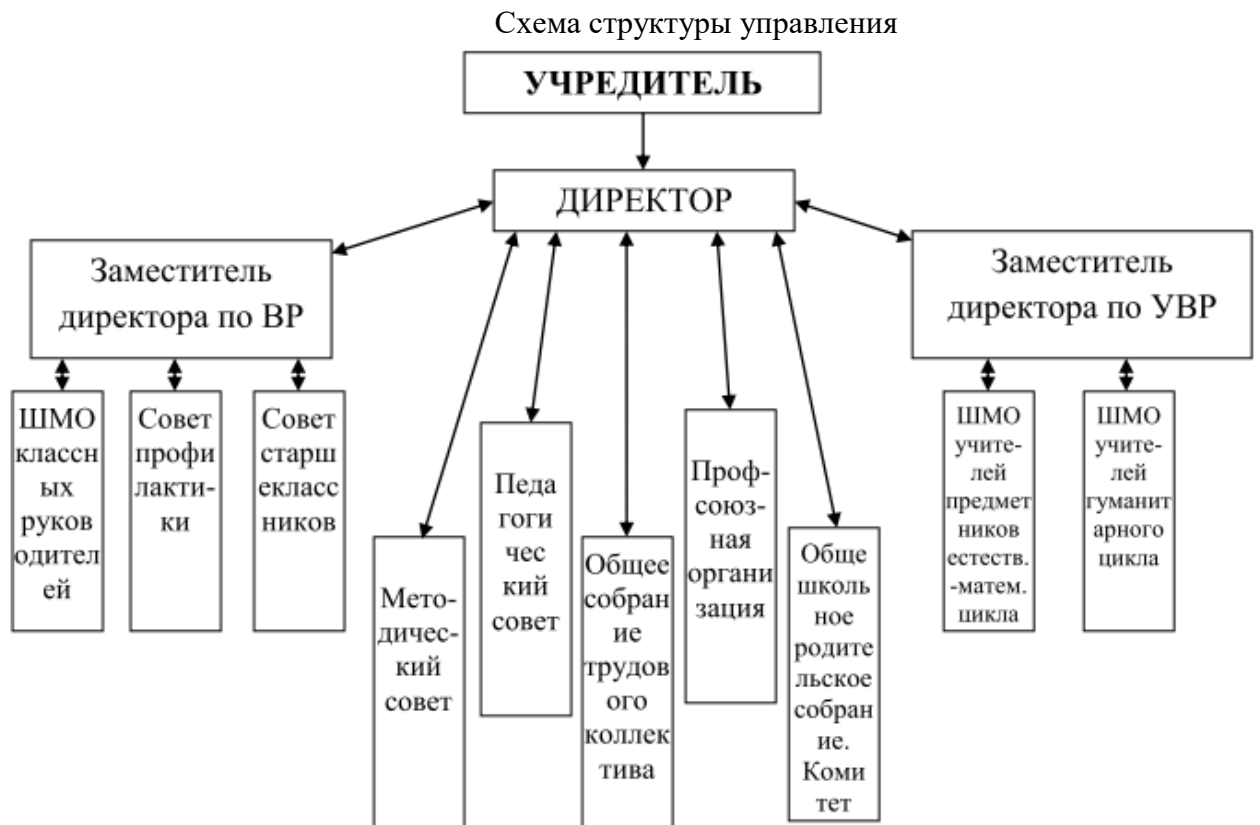 Схема структуры управления
УЧРЕДИТЕЛЬ
ДИРЕКТОР
Заместитель
директора по ВР
Заместитель
директора по УВР
ШМО
классн
ых
руков
одител
ей
Совет
профи
лакти-
ки
Совет
старш
екласс
ников
Мето-
дичес-
кий
совет
Педа
гоги
чес
кий
совет
Общее
собран
ие
трудов
ого
коллек
тива
Проф-
союз-
ная
органи
зация
Обще
школь
ное
родите
льское
собран
ие.
Коми
тет
ШМО
учите-
лей
предмет
ников
естеств.
-матем.
цикла
ШМО
учите-
лей
гуманит
арного
цикла